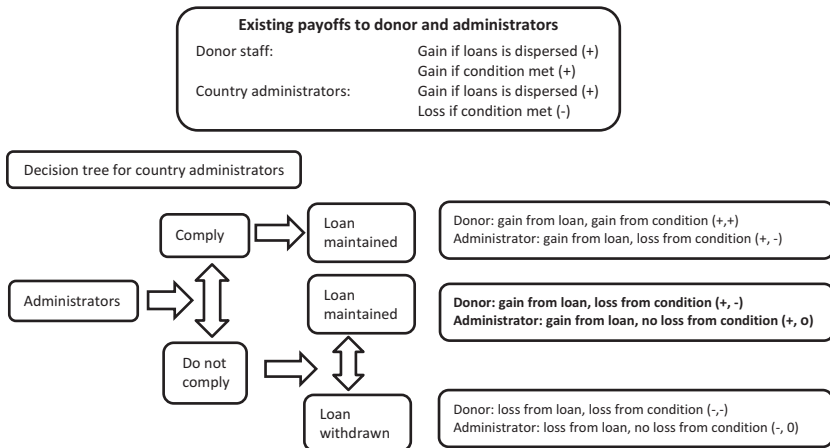 Existing payoffs to donor and administrators
Donor staff: Gain if loans is dispersed (+)
Gain if condition met (+)
Country administrators: Gain if loans is dispersed (+)
Loss if condition met (-)
Decision tree for country administrators
Comply
Loan
maintained
Donor: gain from loan, gain from condition (+,+)
Administrator: gain from loan, loss from condition (+, -)
Administrators
Loan
maintained
Donor: gain from loan, loss from condition (+, -)
Administrator: gain from loan, no loss from condition (+, o)
Do not
comply
Loan
withdrawn
Donor: loss from loan, loss from condition (-,-)
Administrator: loss from loan, no loss from condition (-, 0)